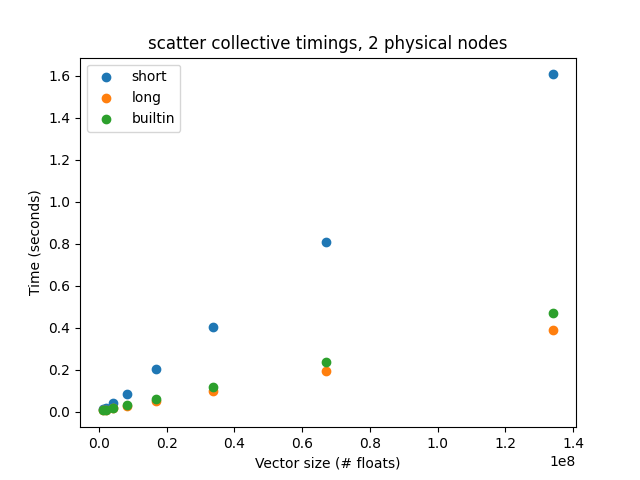 scatter collective timings, 2 physical nodes
short
long
builtin
1.6
1.4
1.2
1.0
0.8
0.6
0.4
0.2
0.0
Time (seconds)
0.0 0.2 0.4 0.6 0.8 1.0 1.2 1.4
1e8
Vector size (# floats)